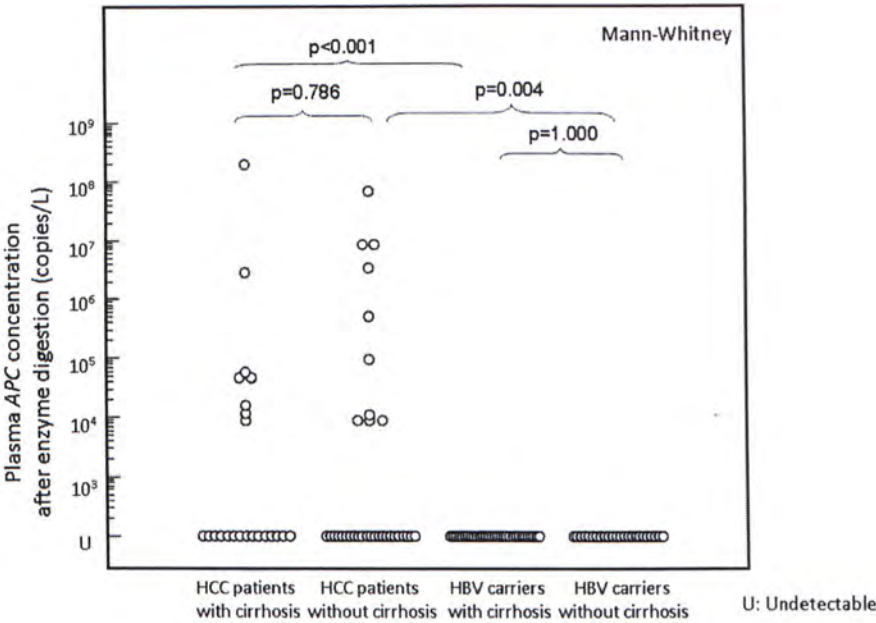 Mann-Whitney
p<0.001
p=0.786
p=0.004
p=1.000
Plasma APC concentration
after enzyme digestion (copies/L)
10⁹
10⁸
10⁷
10⁶
10⁵
10⁴
10³
U
HCC patients
with cirrhosis
HCC patients
without cirrhosis
HBV carriers
with cirrhosis
HBV carriers
without cirrhosis
U: Undetectable